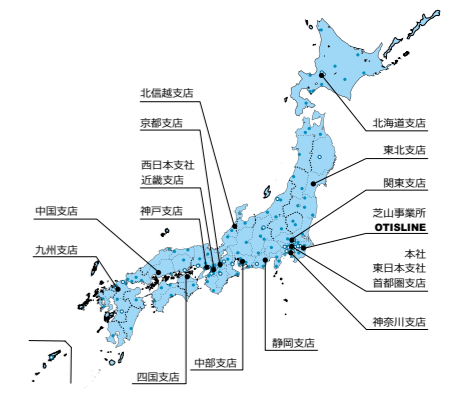 北信越支店
京都支店
西日本支社
近畿支店
神戸支店
中国支店
九州支店
北海道支店
東北支店
関東支店
芝山事業所
OTISLINE
本社
東日本支社
首都圏支店
神奈川支店
静岡支店
中部支店
四国支店